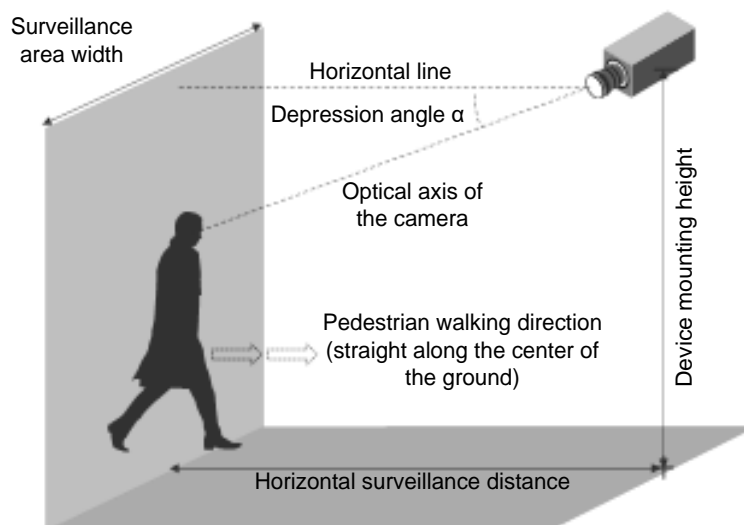 Surveillance
area width
Horizontal line
Depression angle α
Optical axis of
the camera
Device mounting height
Pedestrian walking direction
(straight along the center of
the ground)
Horizontal surveillance distance